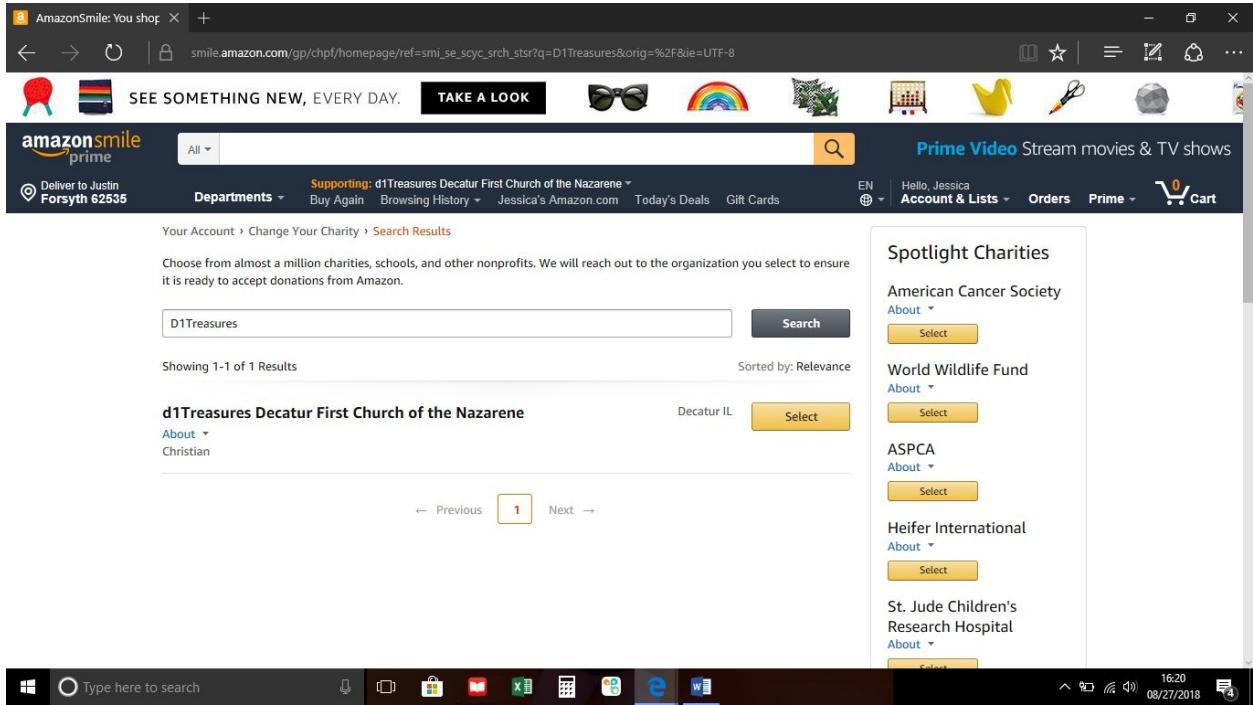 AmazonSmile: You shop
smile.amazon.com/gp/chpf/homepage/ref=smi_se_scyc_srch_stsr?q=D1Treasures&orig=%2F&ie=UTF-8
SEE SOMETHING NEW, EVERY DAY. TAKE A LOOK
amazonsmile
prime
All
Prime Video Stream movies & TV shows
Deliver to Justin
Forsyth 62535
Departments
Supporting: d1Treasures Decatur First Church of the Nazarene
Buy Again Browsing History Jessica's Amazon.com Today's Deals Gift Cards
EN
Hello, Jessica
Account & Lists Orders Prime 0 Cart
Your Account › Change Your Charity › Search Results
Choose from almost a million charities, schools, and other nonprofits. We will reach out to the organization you select to ensure
it is ready to accept donations from Amazon.
D1Treasures Search
Showing 1-1 of 1 Results Sorted by: Relevance
d1Treasures Decatur First Church of the Nazarene Decatur IL Select
About
Christian
← Previous 1 Next →
Spotlight Charities
American Cancer Society
About
Select
World Wildlife Fund
About
Select
ASPCA
About
Select
Heifer International
About
Select
St. Jude Children's
Research Hospital
About
Select
Type here to search
16:20
08/27/2018
4